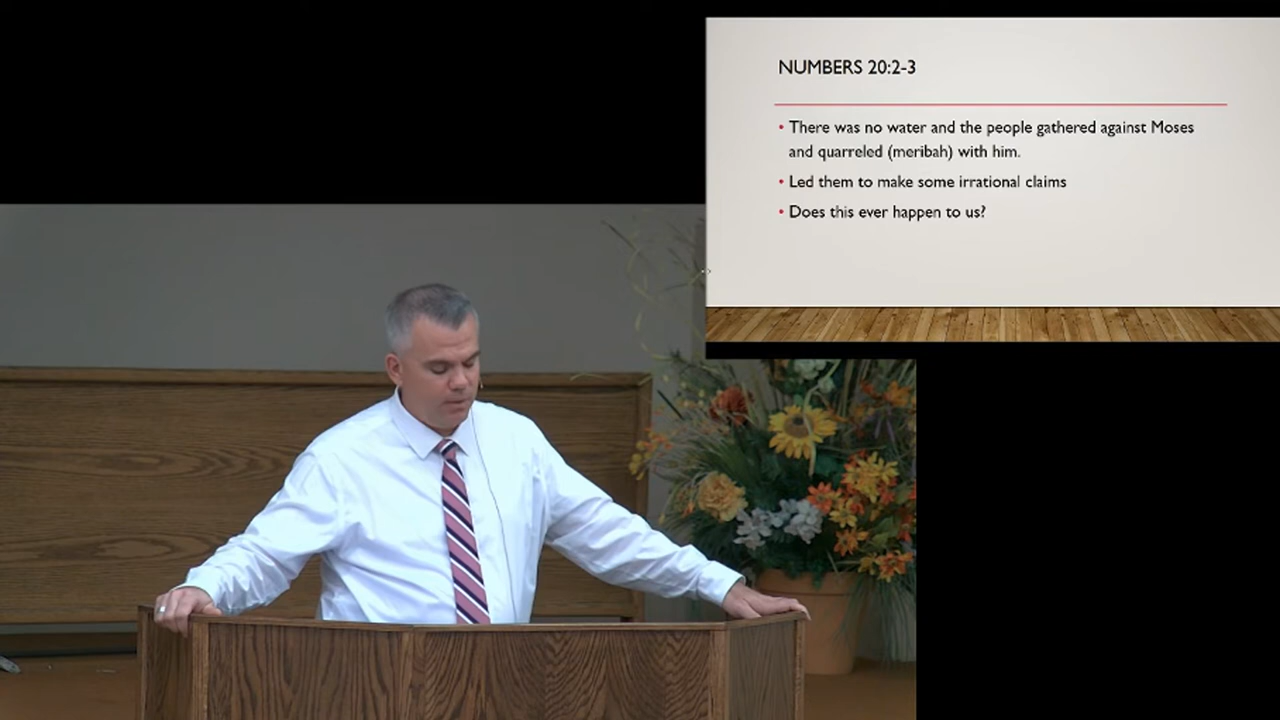 NUMBERS 20:2-3
• There was no water and the people gathered against Moses
and quarreled (meribah) with him.
• Led them to make some irrational claims
• Does this ever happen to us?